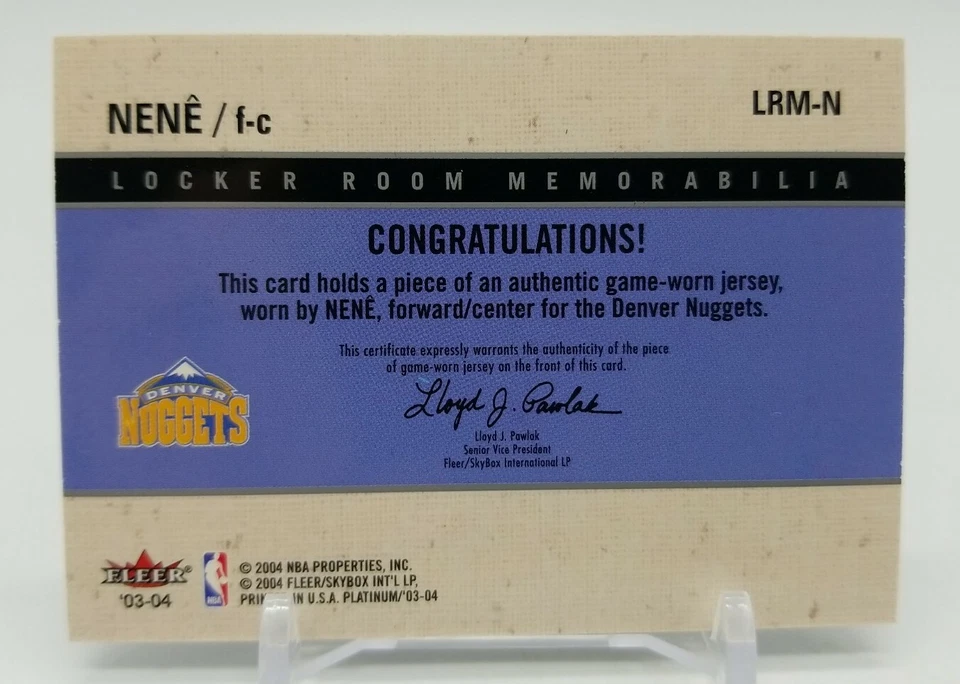 NENÊ / f-c
LRM-N
LOCKER ROOM MEMORABILIA
CONGRATULATIONS!
This card holds a piece of an authentic game-worn jersey,
worn by NENÊ, forward/center for the Denver Nuggets.
This certificate expressly warrants the authenticity of the piece
of game-worn jersey on the front of this card.
Lloyd J. Pawlak
Lloyd J. Pawlak
Senior Vice President
Fleer/SkyBox International LP
DENVER
NUGGETS
FLEER®
'03-04
NBA
© 2004 NBA PROPERTIES, INC.
© 2004 FLEER/SKYBOX INT'L LP,
IN U.S.A. PLATINUM/'03-04